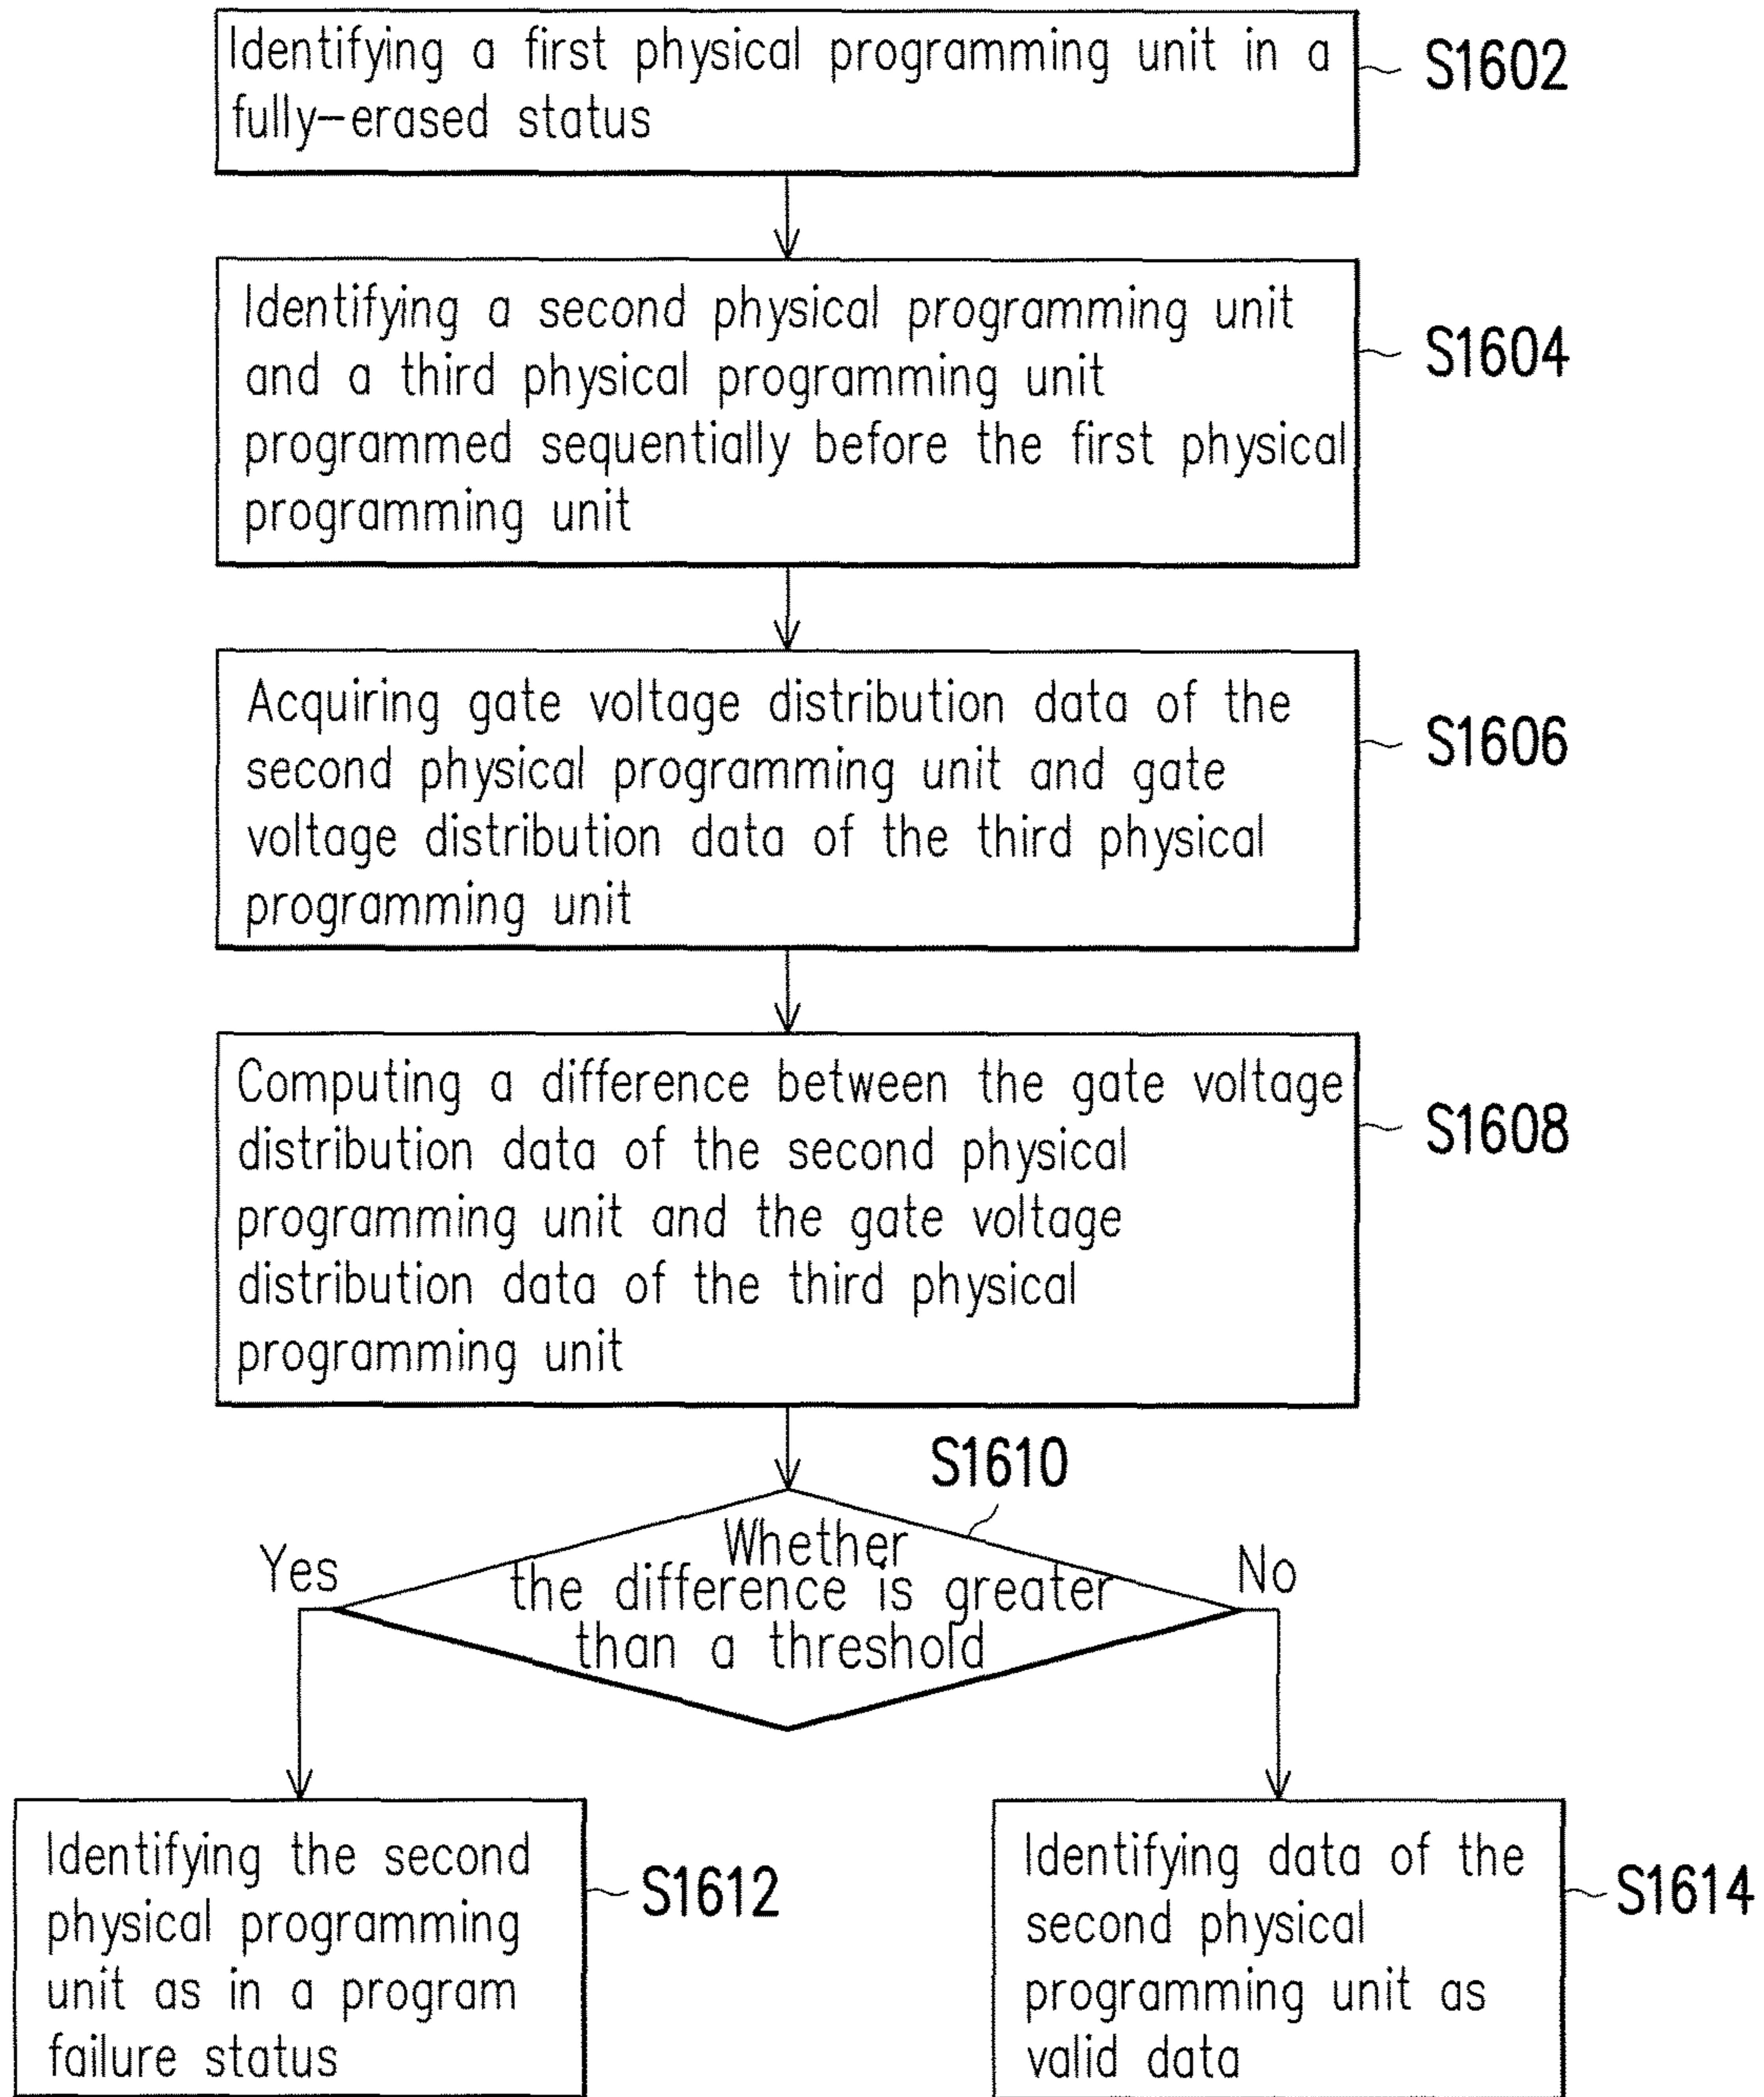 Identifying a first physical programming unit in a
fully-erased status
S1602
Identifying a second physical programming unit
and a third physical programming unit
programmed sequentially before the first physical
programming unit
S1604
Acquiring gate voltage distribution data of the
second physical programming unit and gate
voltage distribution data of the third physical
programming unit
S1606
Computing a difference between the gate voltage
distribution data of the second physical
programming unit and the gate voltage
distribution data of the third physical
programming unit
S1608
S1610
Whether
the difference is greater
than a threshold
Yes
No
Identifying the second
physical programming
unit as in a program
failure status
S1612
Identifying data of the
second physical
programming unit as
valid data
S1614